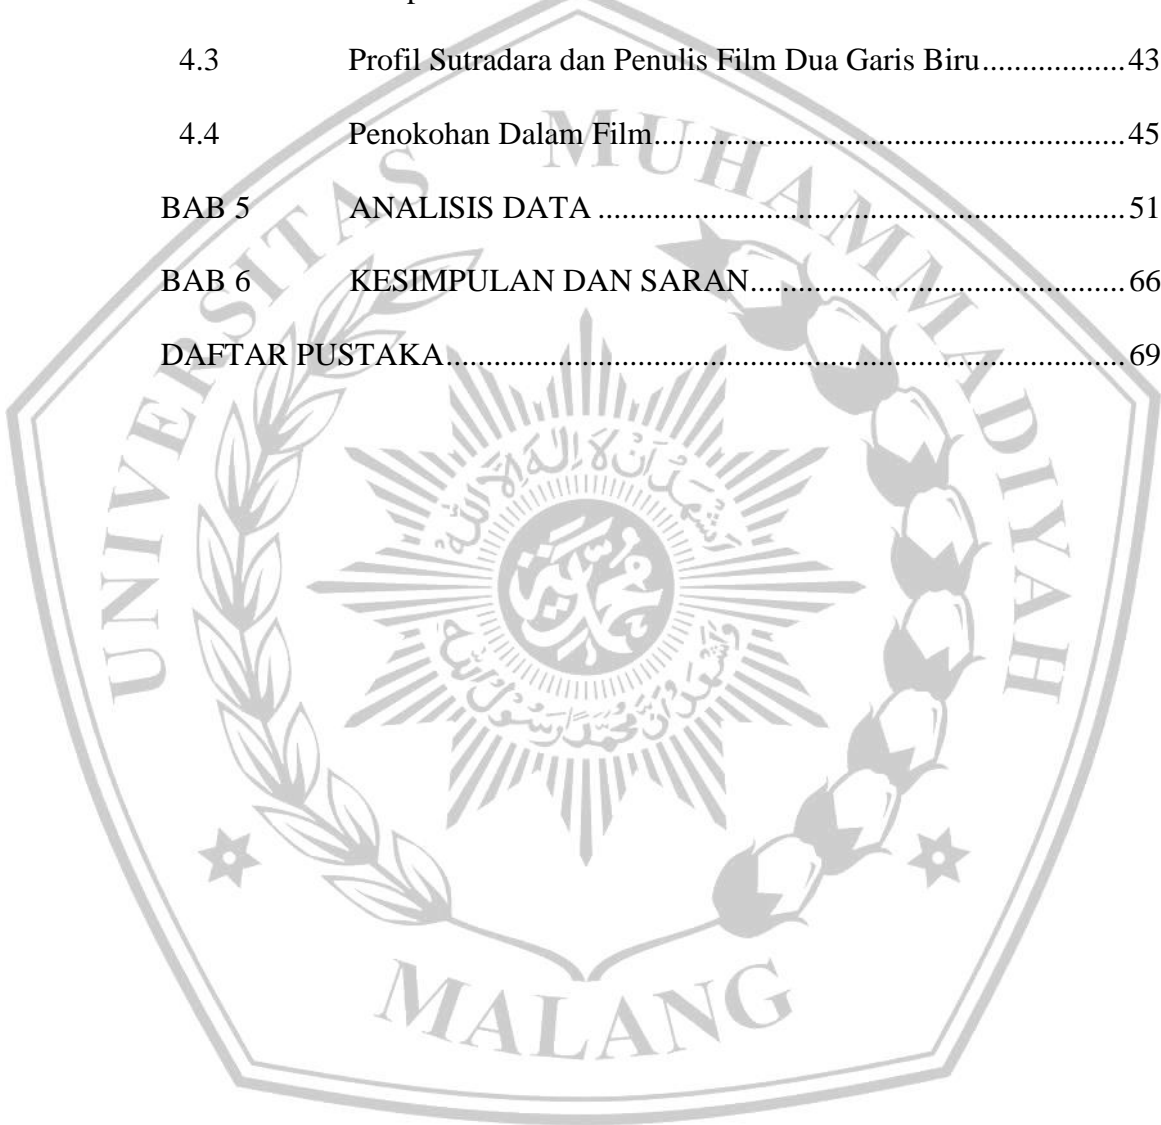 4.3 Profil Sutradara dan Penulis Film Dua Garis Biru..................43
4.4 Penokohan Dalam Film..........................................................45
BAB 5 ANALISIS DATA .................................................................51
BAB 6 KESIMPULAN DAN SARAN..............................................66
DAFTAR PUSTAKA....................................................................................69
UNIVERSITAS MUHAMMADIYAH
MALANG